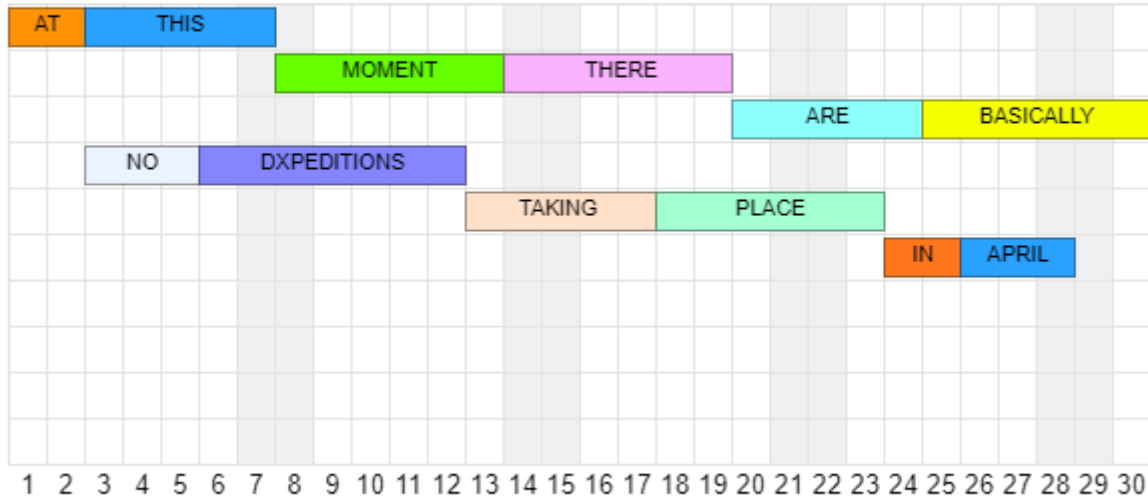 AT THIS
MOMENT THERE
ARE BASICALLY
NO DXPEDITIONS
TAKING PLACE
IN APRIL
1 2 3 4 5 6 7 8 9 10 11 12 13 14 15 16 17 18 19 20 21 22 23 24 25 26 27 28 29 30